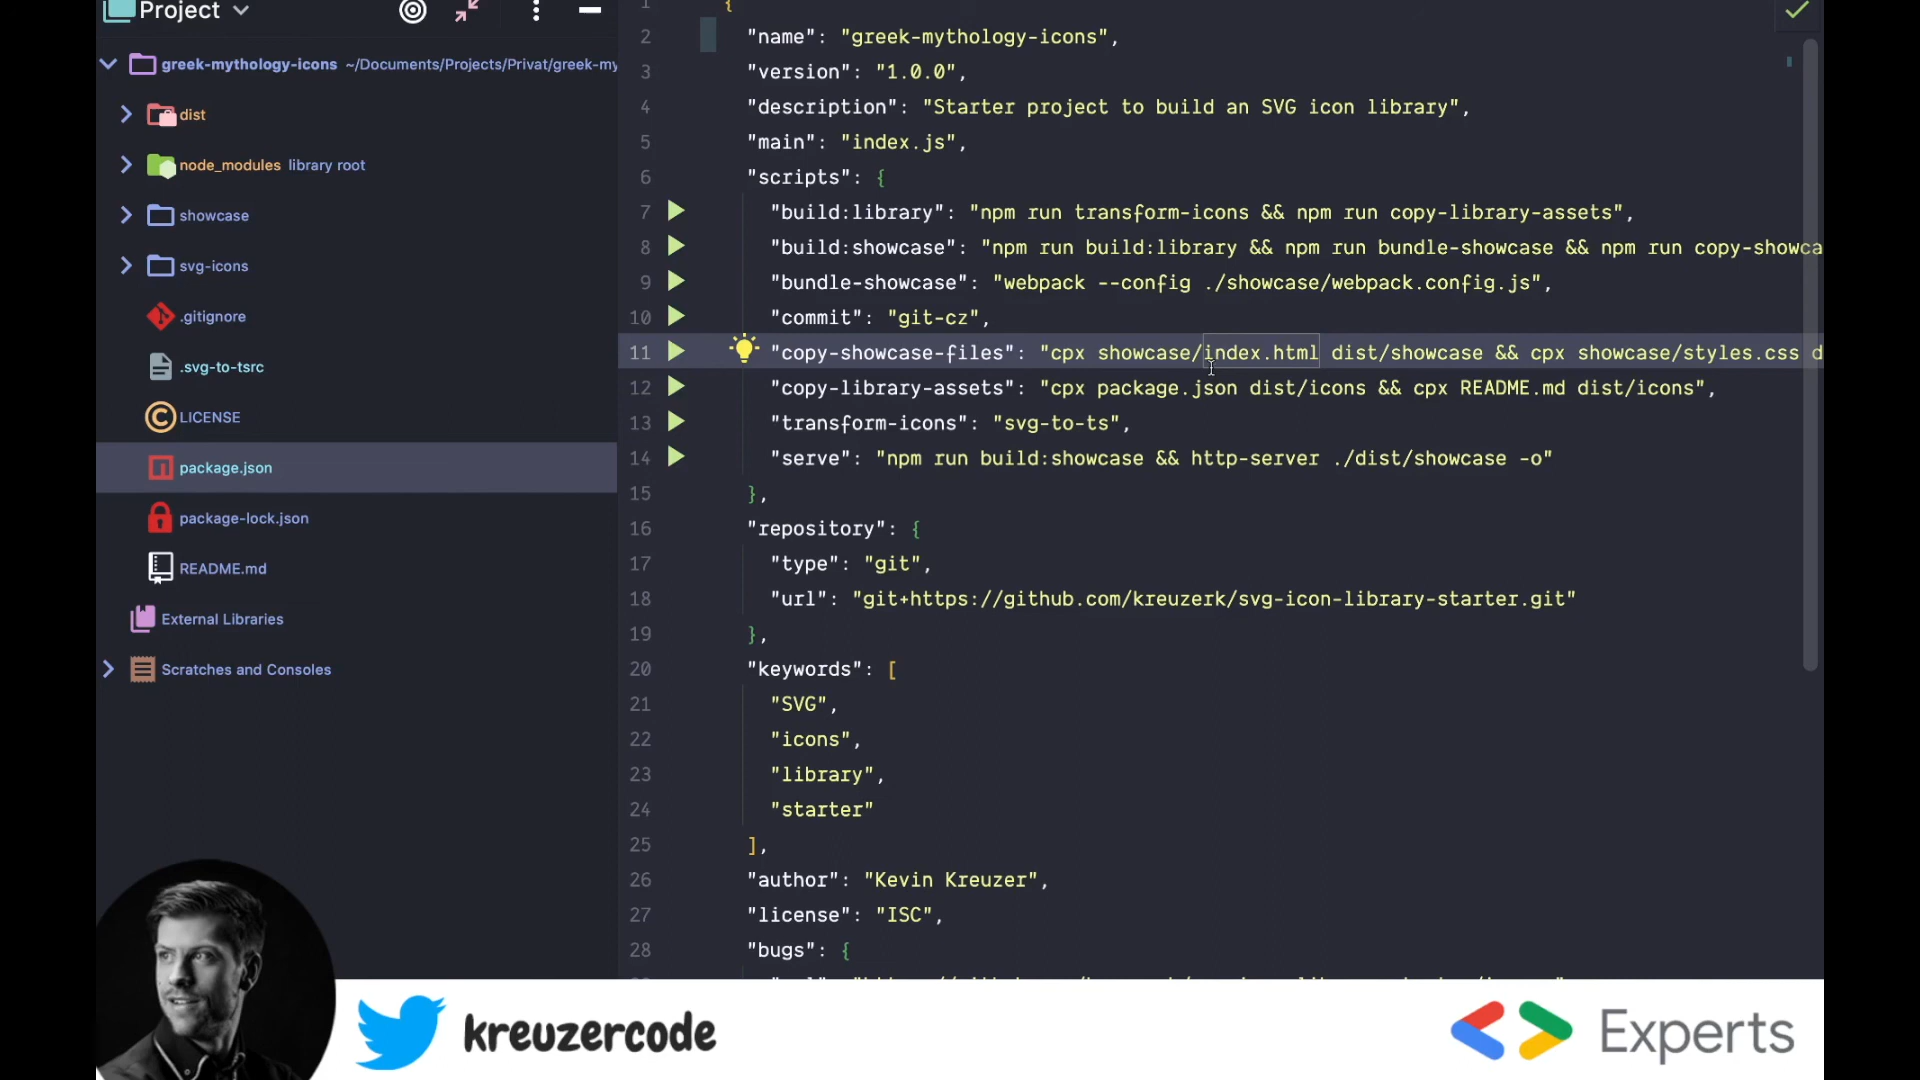 Project
greek-mythology-icons ~/Documents/Projects/Privat/greek-my
dist
node_modules library root
showcase
svg-icons
.gitignore
.svg-to-tsrc
LICENSE
package.json
package-lock.json
README.md
External Libraries
Scratches and Consoles
1 {
2 "name": "greek-mythology-icons",
3 "version": "1.0.0",
4 "description": "Starter project to build an SVG icon library",
5 "main": "index.js",
6 "scripts": {
7 "build:library": "npm run transform-icons && npm run copy-library-assets",
8 "build:showcase": "npm run build:library && npm run bundle-showcase && npm run copy-showca
9 "bundle-showcase": "webpack --config ./showcase/webpack.config.js",
10 "commit": "git-cz",
11 "copy-showcase-files": "cpx showcase/index.html dist/showcase && cpx showcase/styles.css d
12 "copy-library-assets": "cpx package.json dist/icons && cpx README.md dist/icons",
13 "transform-icons": "svg-to-ts",
14 "serve": "npm run build:showcase && http-server ./dist/showcase -o"
15 },
16 "repository": {
17 "type": "git",
18 "url": "git+https://github.com/kreuzerk/svg-icon-library-starter.git"
19 },
20 "keywords": [
21 "SVG",
22 "icons",
23 "library",
24 "starter"
25 ],
26 "author": "Kevin Kreuzer",
27 "license": "ISC",
28 "bugs": {
kreuzercode
Experts